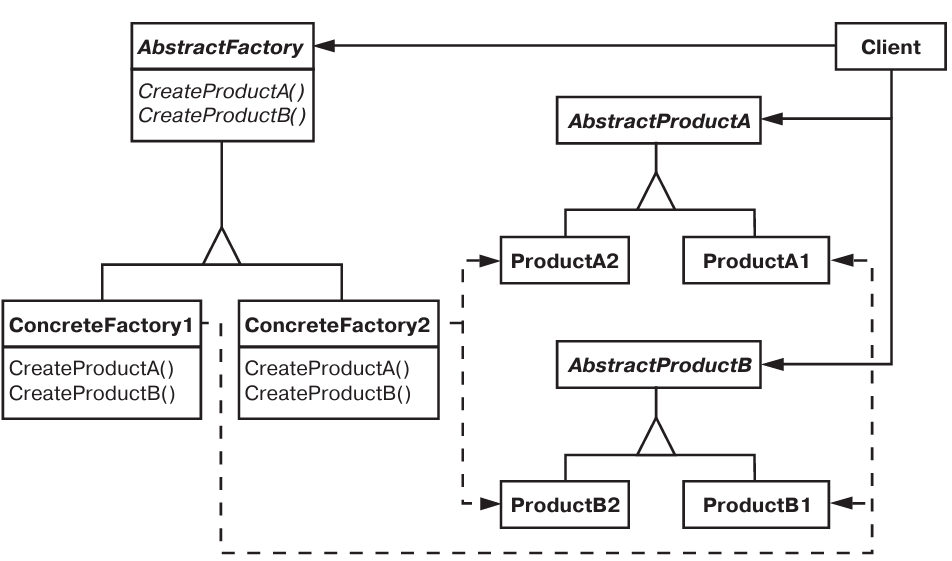 AbstractFactory
CreateProductA()
CreateProductB()
Client
AbstractProductA
ProductA2
ProductA1
ConcreteFactory1
CreateProductA()
CreateProductB()
ConcreteFactory2
CreateProductA()
CreateProductB()
AbstractProductB
ProductB2
ProductB1